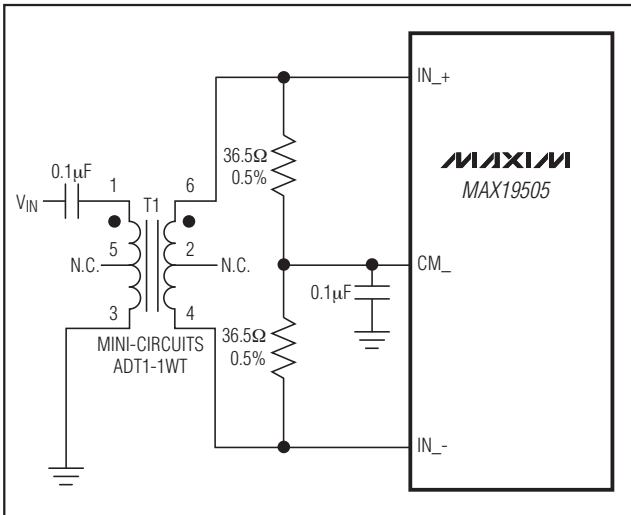 IN_+
36.5Ω
0.5%
MAXIM
MAX19505
0.1μF
VIN
1
T1
6
5
2
N.C.
N.C.
CM_
0.1μF
3
4
MINI-CIRCUITS
ADT1-1WT
36.5Ω
0.5%
IN_-